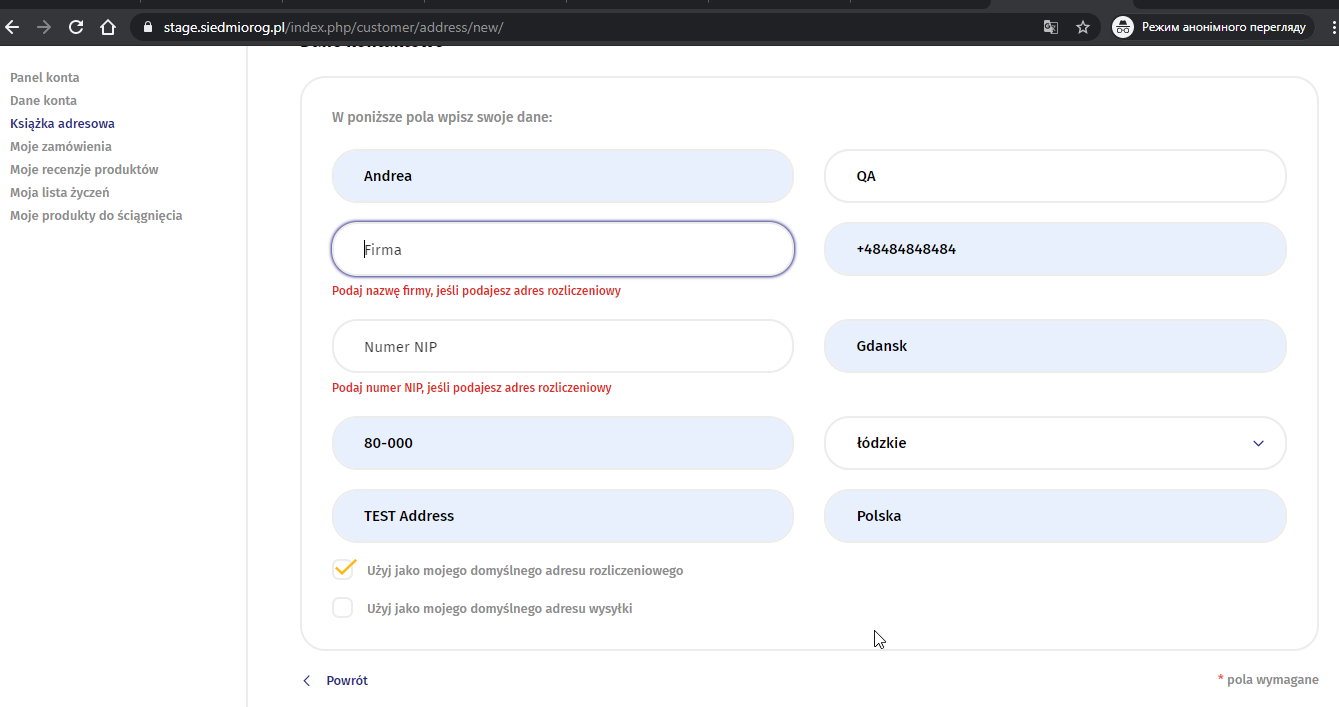 stage.siedmiorog.pl/index.php/customer/address/new/
Режим анонімного перегляду
Panel konta
Dane konta
Książka adresowa
Moje zamówienia
Moje recenzje produktów
Moja lista życzeń
Moje produkty do ściągnięcia
W poniższe pola wpisz swoje dane:
Andrea
QA
Firma
+48484848484
Podaj nazwę firmy, jeśli podajesz adres rozliczeniowy
Numer NIP
Gdansk
Podaj numer NIP, jeśli podajesz adres rozliczeniowy
80-000
łódzkie
TEST Address
Polska
Użyj jako mojego domyślnego adresu rozliczeniowego
Użyj jako mojego domyślnego adresu wysyłki
Powrót
* pola wymagane